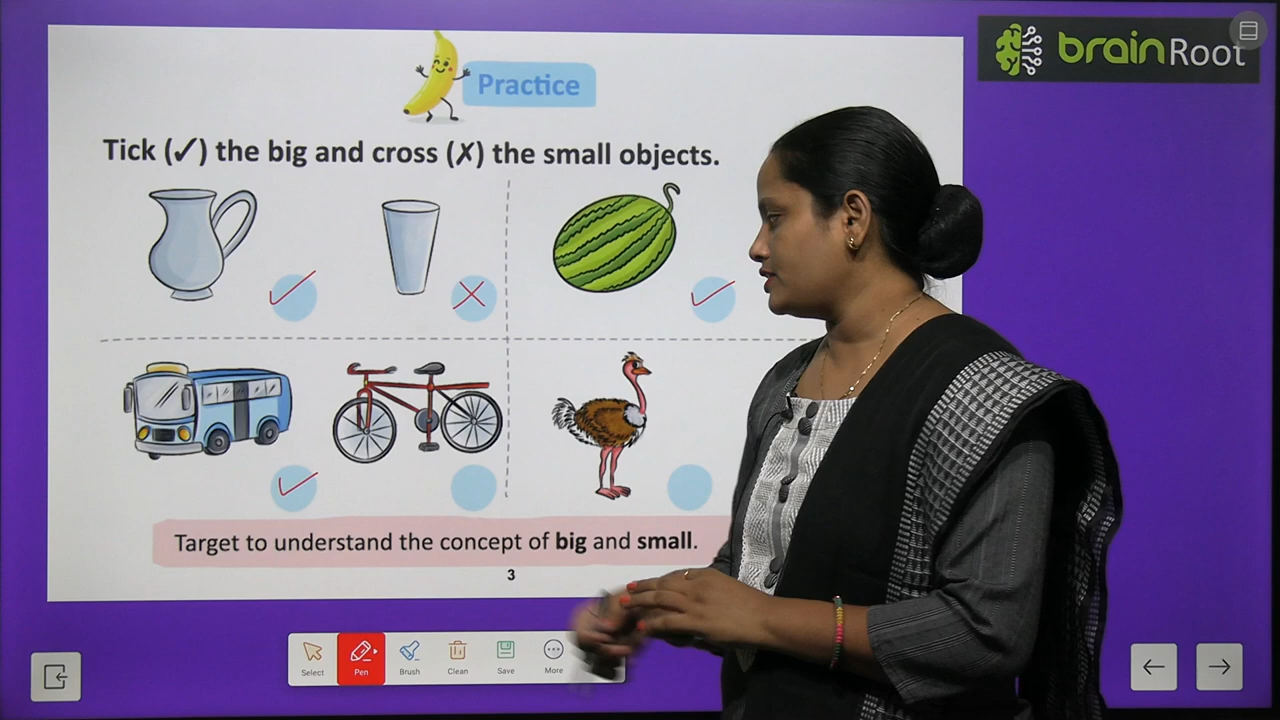 brainRoot
Practice
Tick (✓) the big and cross (✗) the small objects.
Target to understand the concept of big and small.
3
Select
Pen
Brush
Clean
Save
More